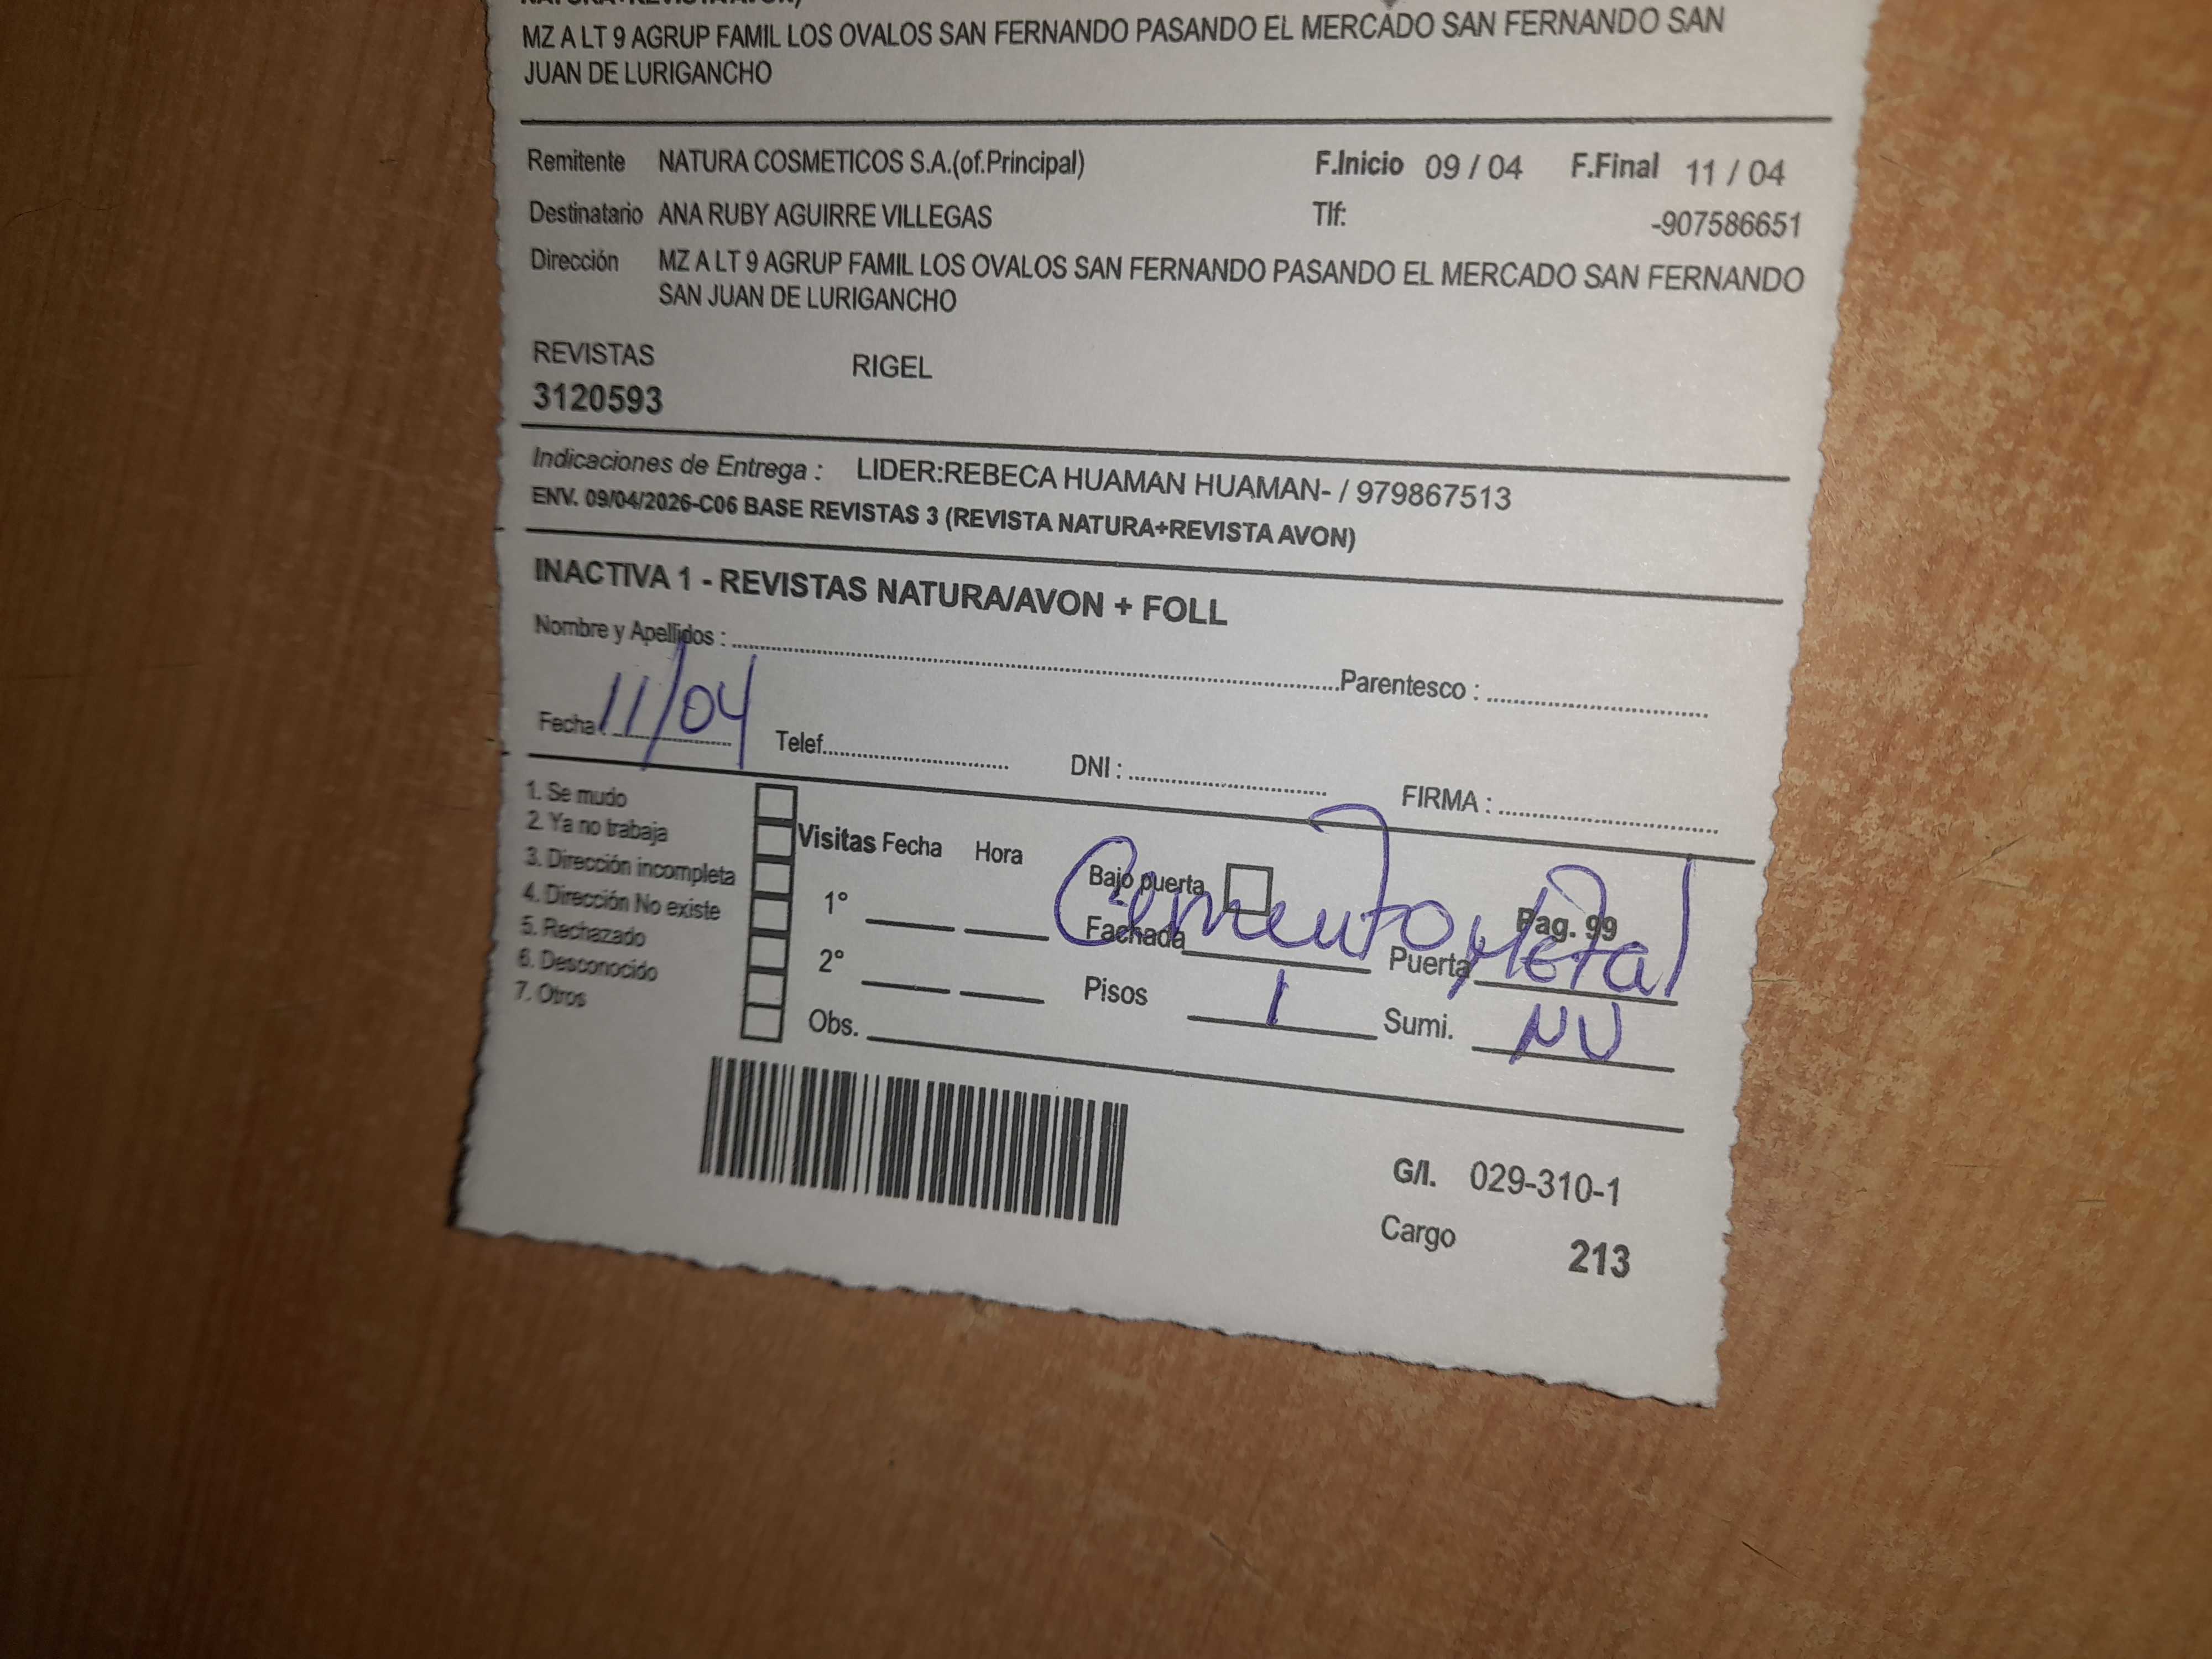 MZ A LT 9 AGRUP FAMIL LOS OVALOS SAN FERNANDO PASANDO EL MERCADO SAN FERNANDO SAN
JUAN DE LURIGANCHO
Remitente NATURA COSMETICOS S.A.(of.Principal) F.Inicio 09 / 04 F.Final 11 / 04
Destinatario ANA RUBY AGUIRRE VILLEGAS Tlf: -907586651
Dirección MZ A LT 9 AGRUP FAMIL LOS OVALOS SAN FERNANDO PASANDO EL MERCADO SAN FERNANDO
SAN JUAN DE LURIGANCHO
REVISTAS RIGEL
3120593
Indicaciones de Entrega : LIDER:REBECA HUAMAN HUAMAN- / 979867513
ENV. 09/04/2026-C06 BASE REVISTAS 3 (REVISTA NATURA+REVISTA AVON)
INACTIVA 1 - REVISTAS NATURA/AVON + FOLL
Nombre y Apellidos : Parentesco :
Fecha : 11/04 Telef. DNI : FIRMA :
1. Se mudo
2. Ya no trabaja
3. Dirección incompleta
4. Dirección No existe
5. Rechazado
6. Desconocido
7. Otros
Visitas Fecha Hora
1°
2°
Obs.
Bajo puerta Pag. 99
Fachada Cemento Puerta Metal
Pisos 1 Sumi. NU
G/I. 029-310-1
Cargo 213